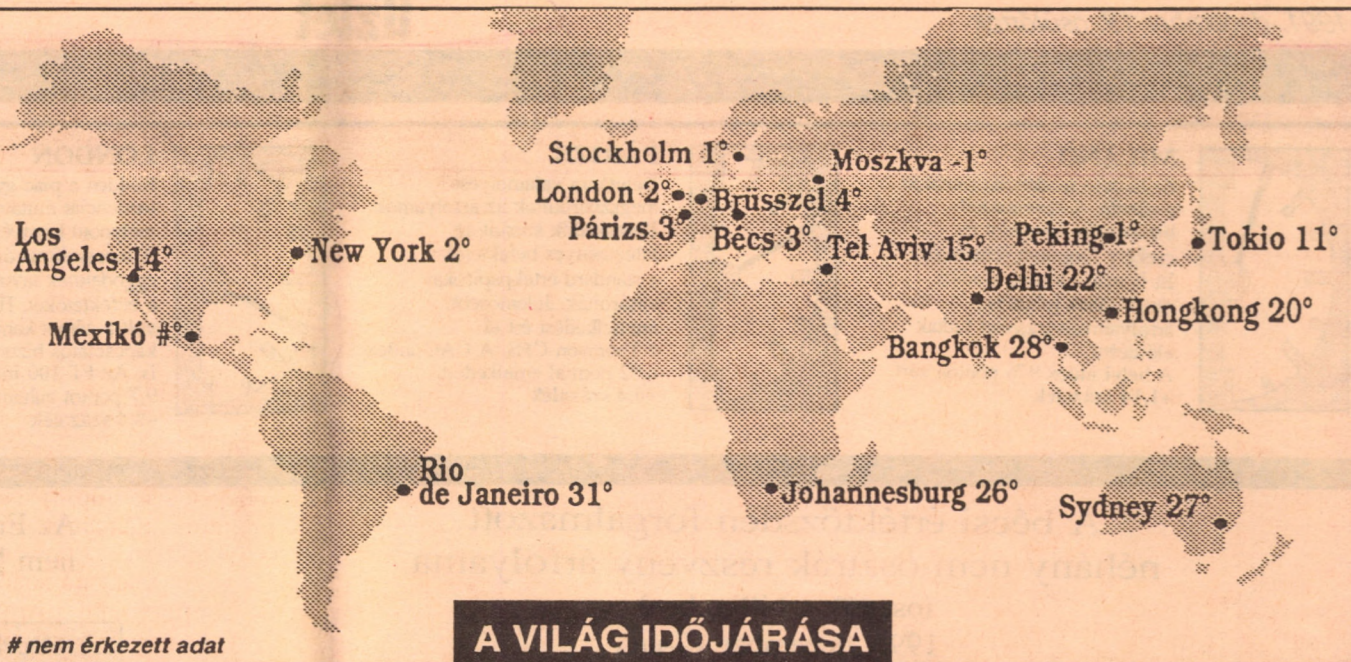 Stockholm 1°
Moszkva -1°
London 2°
Brüsszel 4°
Párizs 3°
Bécs 3°
Los
Angeles 14°
New York 2°
Tel Aviv 15°
Peking 1°
Tokio 11°
Delhi 22°
Mexikó #°
Hongkong 20°
Bangkok 28°
Rio
de Janeiro 31°
Johannesburg 26°
Sydney 27°
# nem érkezett adat
A VILÁG IDŐJÁRÁSA